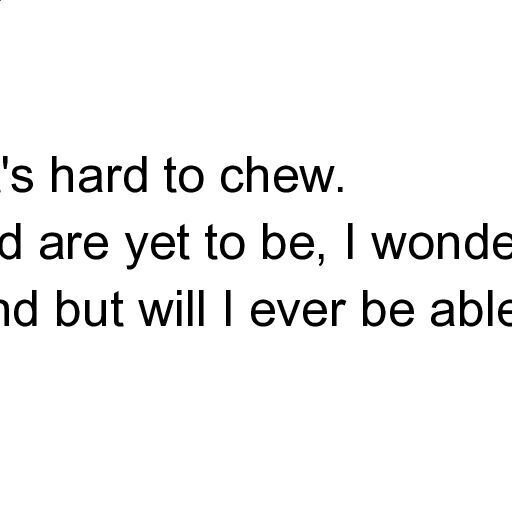 's hard to chew.
d are yet to be, I wonde
nd but will I ever be able